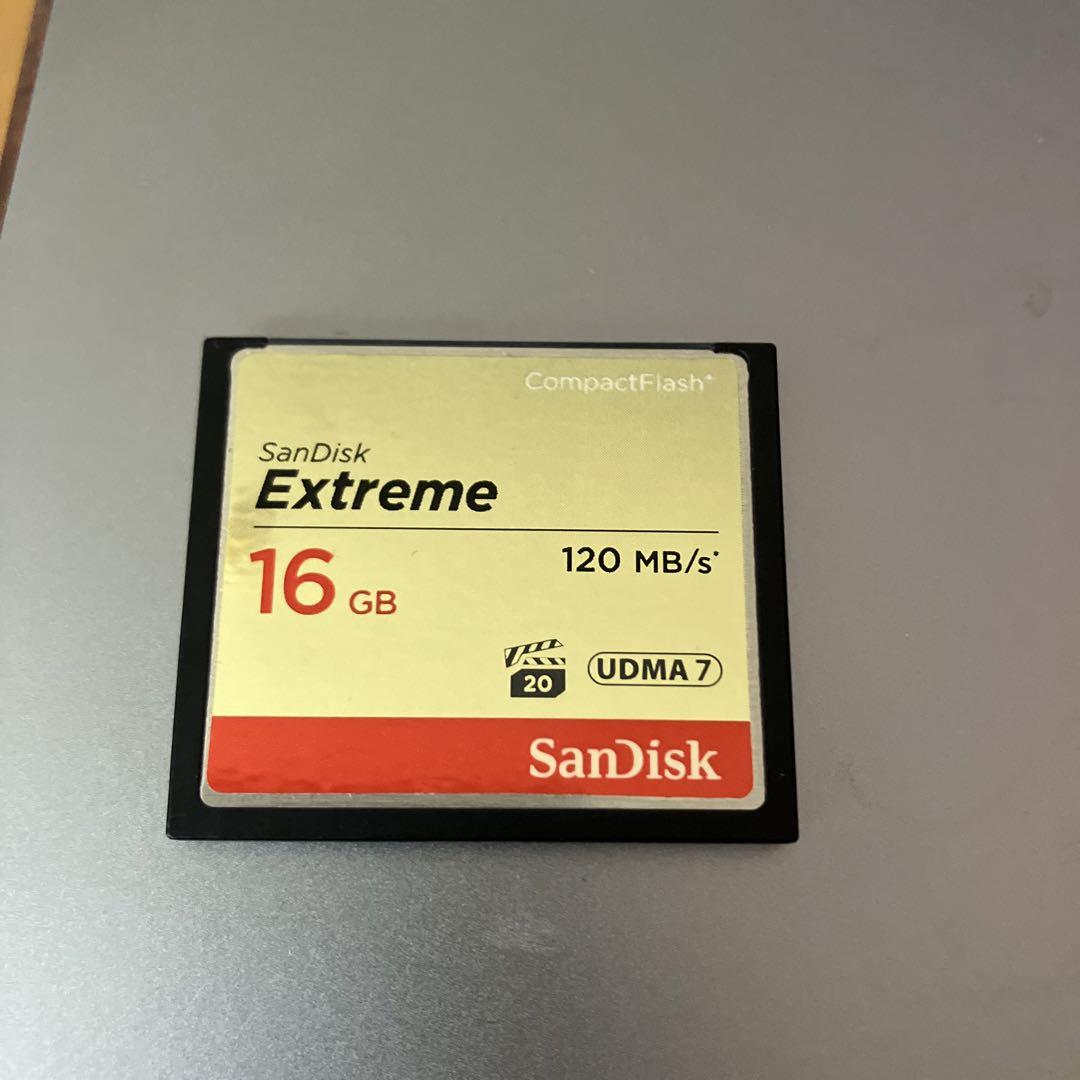 CompactFlash+
SanDisk
Extreme
16 GB
120 MB/s*
20
UDMA 7
SanDisk